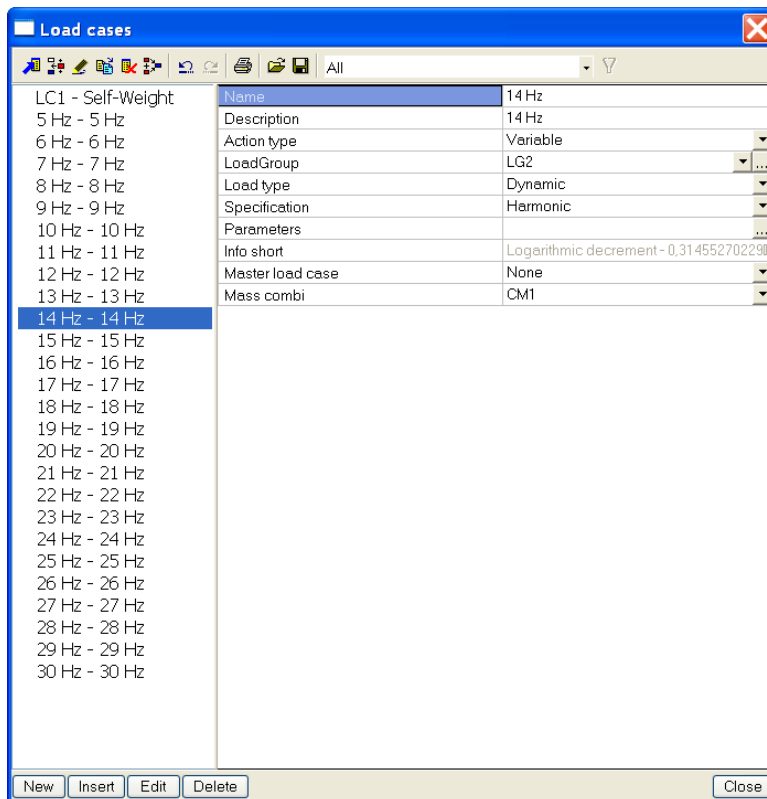 Load cases
All
LC1 - Self-Weight
5 Hz - 5 Hz
6 Hz - 6 Hz
7 Hz - 7 Hz
8 Hz - 8 Hz
9 Hz - 9 Hz
10 Hz - 10 Hz
11 Hz - 11 Hz
12 Hz - 12 Hz
13 Hz - 13 Hz
14 Hz - 14 Hz
15 Hz - 15 Hz
16 Hz - 16 Hz
17 Hz - 17 Hz
18 Hz - 18 Hz
19 Hz - 19 Hz
20 Hz - 20 Hz
21 Hz - 21 Hz
22 Hz - 22 Hz
23 Hz - 23 Hz
24 Hz - 24 Hz
25 Hz - 25 Hz
26 Hz - 26 Hz
27 Hz - 27 Hz
28 Hz - 28 Hz
29 Hz - 29 Hz
30 Hz - 30 Hz
Name 14 Hz
Description 14 Hz
Action type Variable
LoadGroup LG2 ...
Load type Dynamic
Specification Harmonic
Parameters ...
Info short Logarithmic decrement - 0,31455270229
Master load case None
Mass combi CM1
New Insert Edit Delete Close